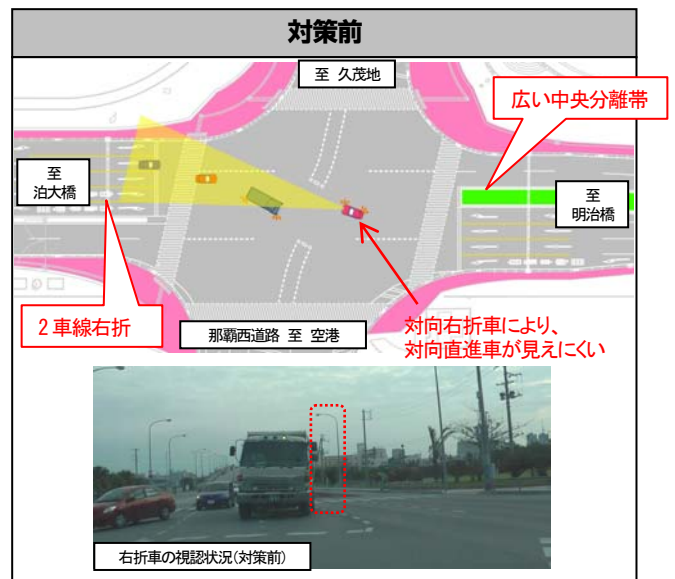 対策前
至 久茂地
広い中央分離帯
至
泊大橋
至
明治橋
2車線右折
那覇西道路 至 空港
対向右折車により、
対向直進車が見えにくい
右折車の視認状況(対策前)